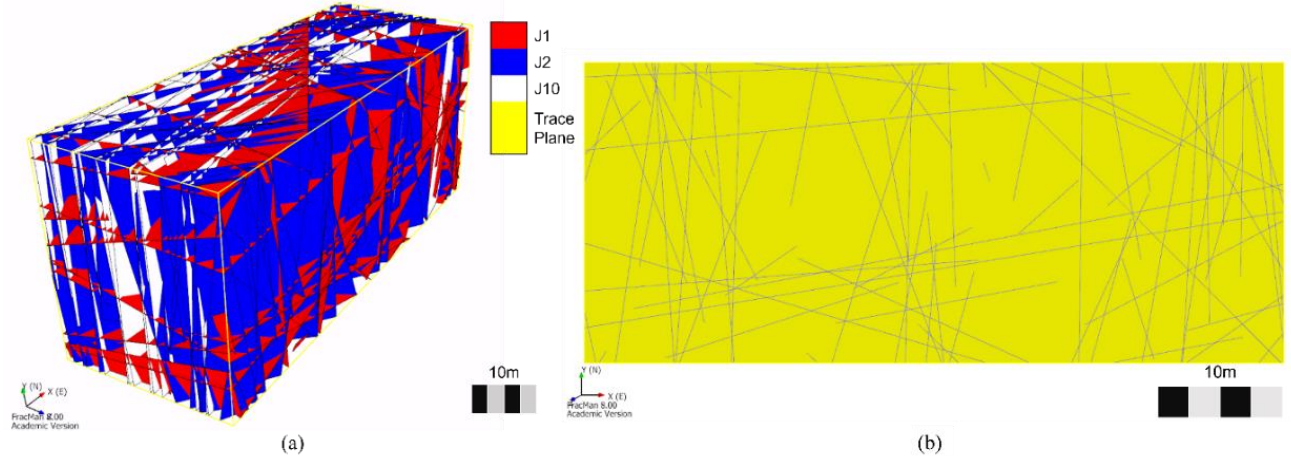 J1
J2
J10
Trace
Plane
10m
Y (N)
X (E)
FracMan 8.00
Academic Version
(a)
10m
Y (N)
X (E)
FracMan 8.00
Academic Version
(b)